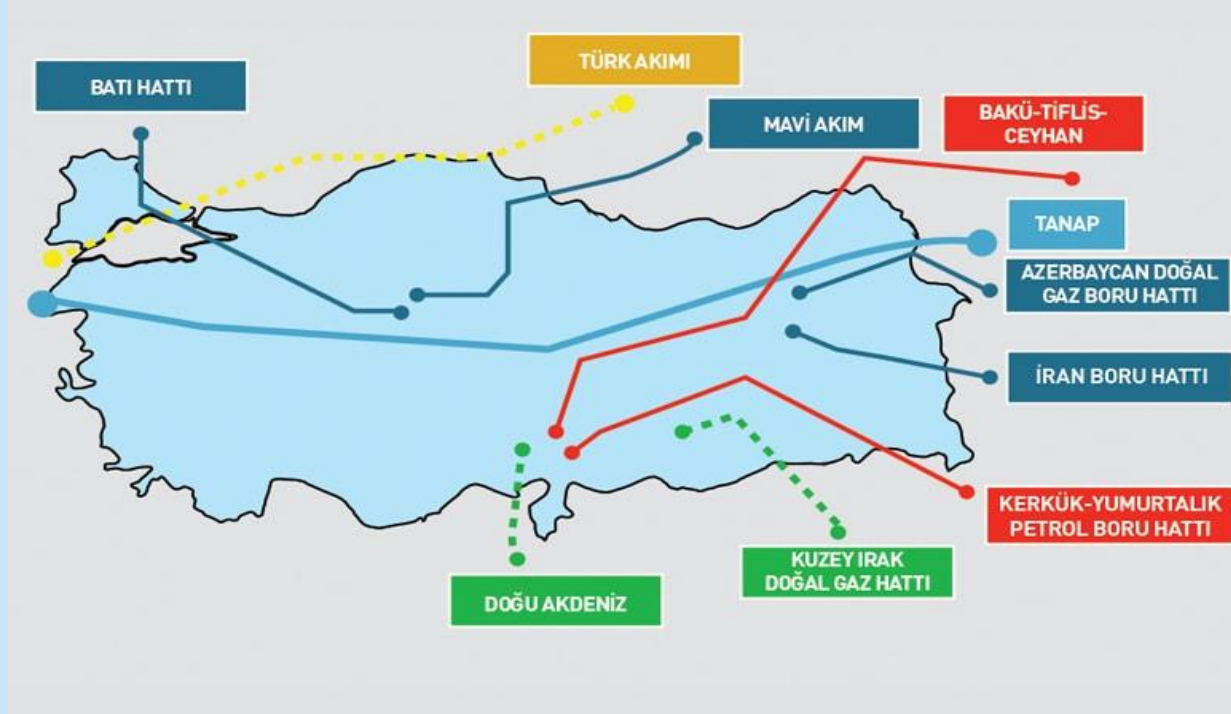 TÜRK AKIMI
BATI HATTI
MAVİ AKIM
BAKÜ-TİFLİS-
CEYHAN
TANAP
AZERBAYCAN DOĞAL
GAZ BORU HATTI
İRAN BORU HATTI
KERKÜK-YUMURTALIK
PETROL BORU HATTI
KUZEY IRAK
DOĞAL GAZ HATTI
DOĞU AKDENİZ